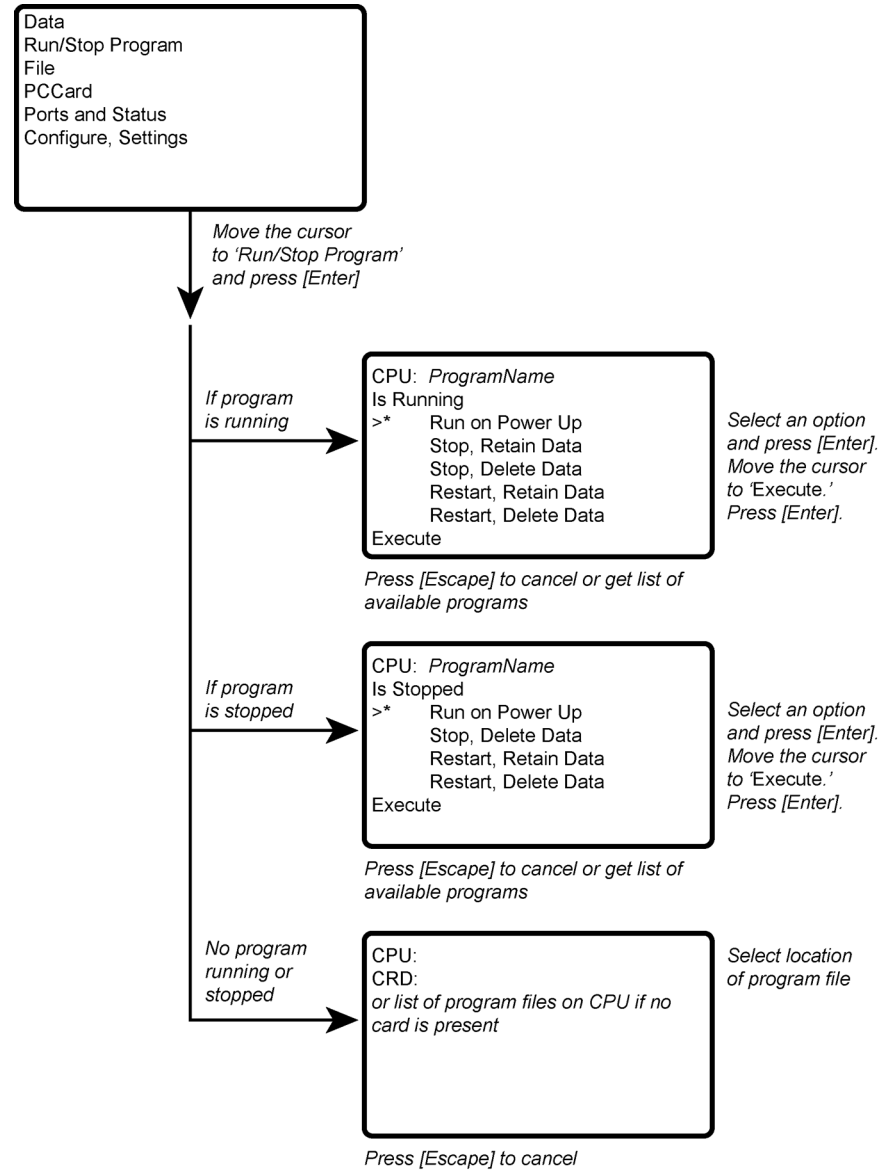 Data
Run/Stop Program
File
PCCard
Ports and Status
Configure, Settings
Move the cursor
to ‘Run/Stop Program’
and press [Enter]
If program
is running
CPU: ProgramName
Is Running
>* Run on Power Up
Stop, Retain Data
Stop, Delete Data
Restart, Retain Data
Restart, Delete Data
Execute
Select an option
and press [Enter].
Move the cursor
to ‘Execute.’
Press [Enter].
Press [Escape] to cancel or get list of
available programs
If program
is stopped
CPU: ProgramName
Is Stopped
>* Run on Power Up
Stop, Delete Data
Restart, Retain Data
Restart, Delete Data
Execute
Select an option
and press [Enter].
Move the cursor
to ‘Execute.’
Press [Enter].
Press [Escape] to cancel or get list of
available programs
No program
running or
stopped
CPU:
CRD:
or list of program files on CPU if no
card is present
Select location
of program file
Press [Escape] to cancel